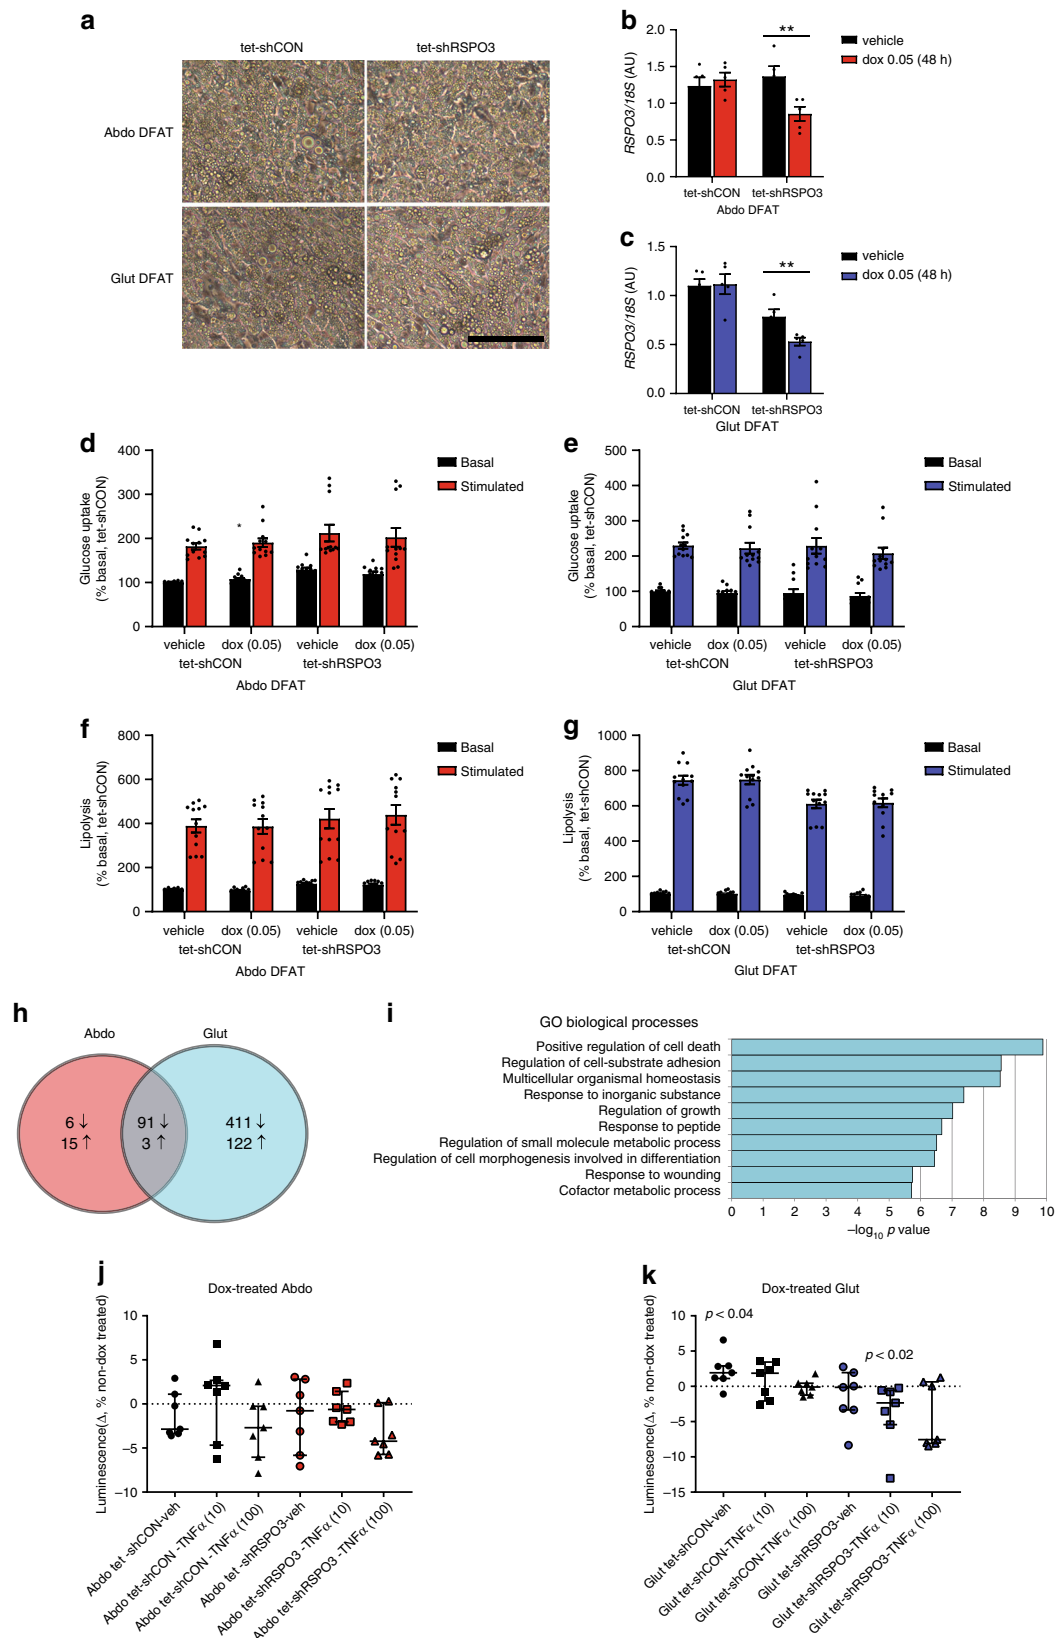 a
tet-shCON
tet-shRSPO3
Abdo DFAT
Glut DFAT
b
RSPO3/18S (AU)
2.0
1.5
1.0
0.5
0.0
**
vehicle
dox 0.05 (48 h)
tet-shCON
tet-shRSPO3
Abdo DFAT
c
RSPO3/18S (AU)
1.5
1.0
0.5
0.0
**
vehicle
dox 0.05 (48 h)
tet-shCON
tet-shRSPO3
Glut DFAT
d
Glucose uptake
(% basal, tet-shCON)
400
300
200
100
0
*
Basal
Stimulated
vehicle
dox (0.05)
vehicle
dox (0.05)
tet-shCON
tet-shRSPO3
Abdo DFAT
e
Glucose uptake
(% basal, tet-shCON)
500
400
300
200
100
0
Basal
Stimulated
vehicle
dox (0.05)
vehicle
dox (0.05)
tet-shCON
tet-shRSPO3
Glut DFAT
f
Lipolysis
(% basal, tet-shCON)
800
600
400
200
0
Basal
Stimulated
vehicle
dox (0.05)
vehicle
dox (0.05)
tet-shCON
tet-shRSPO3
Abdo DFAT
g
Lipolysis
(% basal, tet-shCON)
1000
800
600
400
200
0
Basal
Stimulated
vehicle
dox (0.05)
vehicle
dox (0.05)
tet-shCON
tet-shRSPO3
Glut DFAT
h
Abdo
Glut
6 ↓
15 ↑
91 ↓
3 ↑
411 ↓
122 ↑
i
GO biological processes
Positive regulation of cell death
Regulation of cell-substrate adhesion
Multicellular organismal homeostasis
Response to inorganic substance
Regulation of growth
Response to peptide
Regulation of small molecule metabolic process
Regulation of cell morphogenesis involved in differentiation
Response to wounding
Cofactor metabolic process
0 1 2 3 4 5 6 7 8 9 10
–log10 p value
j
Dox-treated Abdo
Luminescence(Δ, % non-dox treated)
10
5
0
−5
−10
Abdo tet -shCON-veh
Abdo tet-shCON -TNFα (10)
Abdo tet-shCON -TNFα (100)
Abdo tet -shRSPO3-veh
Abdo tet-shRSPO3 -TNFα (10)
Abdo tet-shRSPO3 -TNFα (100)
k
Dox-treated Glut
Luminescence(Δ, % non-dox treated)
10
5
0
−5
−10
−15
p < 0.04
p < 0.02
Glut tet-shCON-veh
Glut tet-shCON-TNFα (10)
Glut tet-shCON-TNFα (100)
Glut tet-shRSPO3-veh
Glut tet-shRSPO3-TNFα (10)
Glut tet-shRSPO3-TNFα (100)